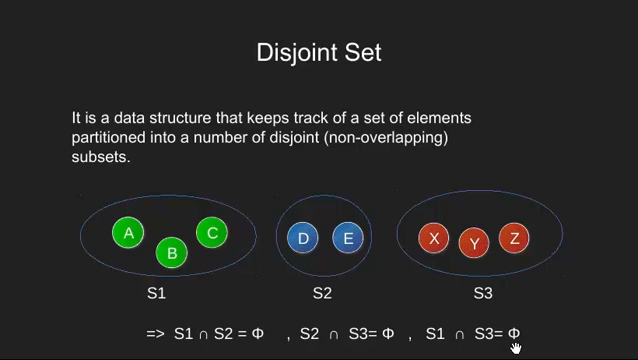 Disjoint Set
It is a data structure that keeps track of a set of elements
partitioned into a number of disjoint (non-overlapping)
subsets.
A B C D E X Y Z
S1 S2 S3
=> S1 ∩ S2 = Φ , S2 ∩ S3= Φ , S1 ∩ S3= Φ